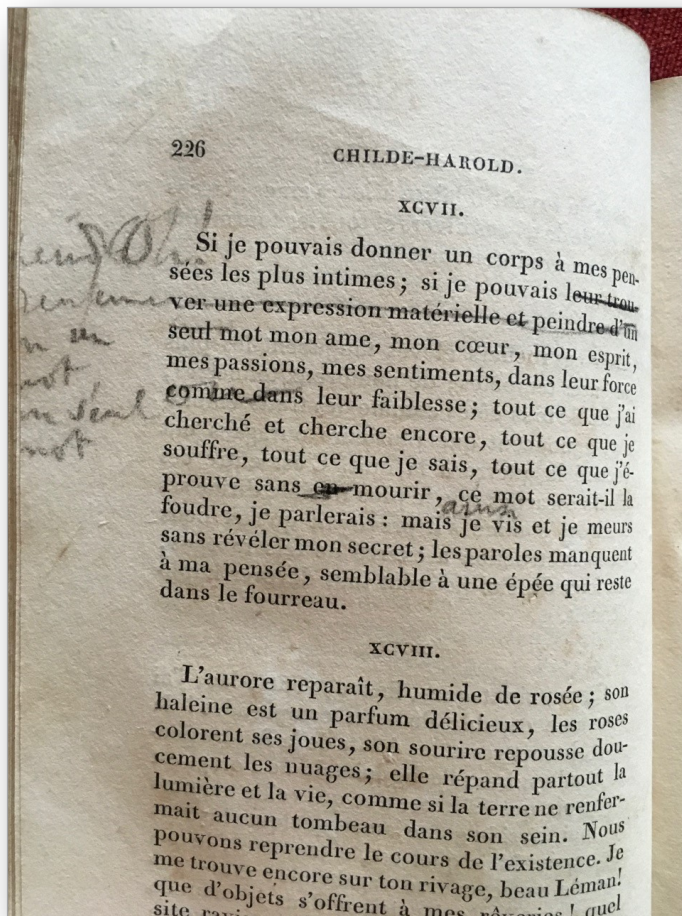 226
CHILDE-HAROLD.
XCVII.
Oh!
Si je pouvais donner un corps à mes pen-
sées les plus intimes; si je pouvais leur trou-
ver une expression matérielle et peindre d'un
seul mot mon ame, mon cœur, mon esprit,
mes passions, mes sentiments, dans leur force
comme dans leur faiblesse; tout ce que j'ai
cherché et cherche encore, tout ce que je
souffre, tout ce que je sais, tout ce que j'é-
prouve sans en mourir, ce mot serait-il la
foudre, je parlerais: mais je vis et je meurs
sans révéler mon secret; les paroles manquent
à ma pensée, semblable à une épée qui reste
dans le fourreau.
en
mot
un seul
mot
XCVIII.
L'aurore reparaît, humide de rosée; son
haleine est un parfum délicieux, les roses
colorent ses joues, son sourire repousse dou-
cement les nuages; elle répand partout la
lumière et la vie, comme si la terre ne renfer-
mait aucun tombeau dans son sein. Nous
pouvons reprendre le cours de l'existence. Je
me trouve encore sur ton rivage, beau Léman!
que d'objets s'offrent à mes rêveries! quel
site